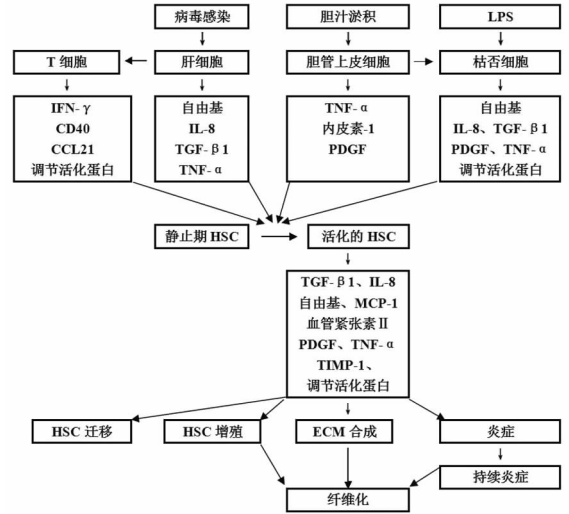 病毒感染
胆汁淤积
LPS
T 细胞
肝细胞
胆管上皮细胞
枯否细胞
IFN-γ
CD40
CCL21
调节活化蛋白
自由基
IL-8
TGF-β1
TNF-α
TNF-α
内皮素-1
PDGF
自由基
IL-8、TGF-β1
PDGF、TNF-α
调节活化蛋白
静止期 HSC
活化的 HSC
TGF-β1、IL-8
自由基、MCP-1
血管紧张素Ⅱ
PDGF、TNF-α
TIMP-1、
调节活化蛋白
HSC 迁移
HSC 增殖
ECM 合成
炎症
持续炎症
纤维化